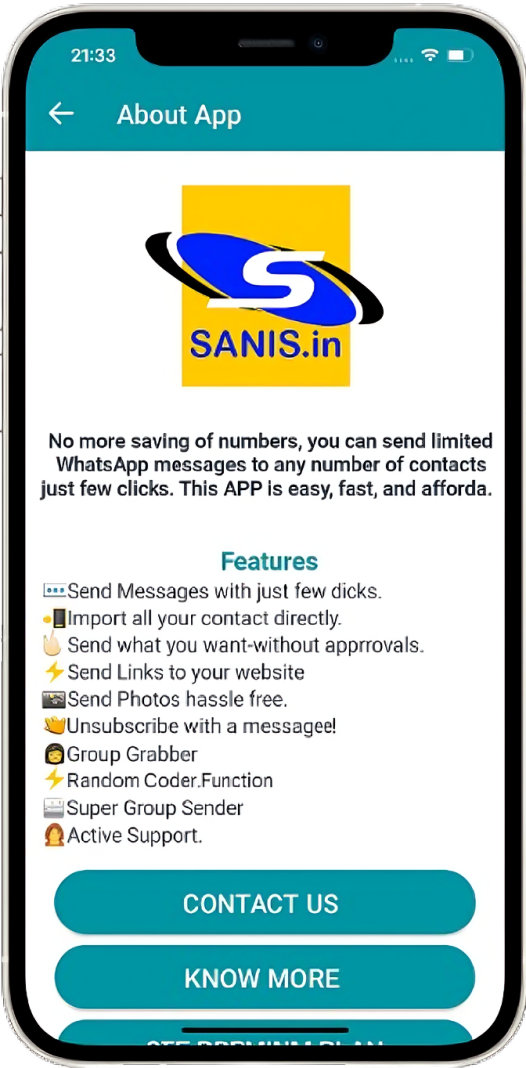 21:33
About App
S
SANIS.in
No more saving of numbers, you can send limited
WhatsApp messages to any number of contacts
just few clicks. This APP is easy, fast, and afforda.
Features
Send Messages with just few dicks.
Import all your contact directly.
Send what you want-without apprrovals.
Send Links to your website
Send Photos hassle free.
Unsubscribe with a messagee!
Group Grabber
Random Coder.Function
Super Group Sender
Active Support.
CONTACT US
KNOW MORE